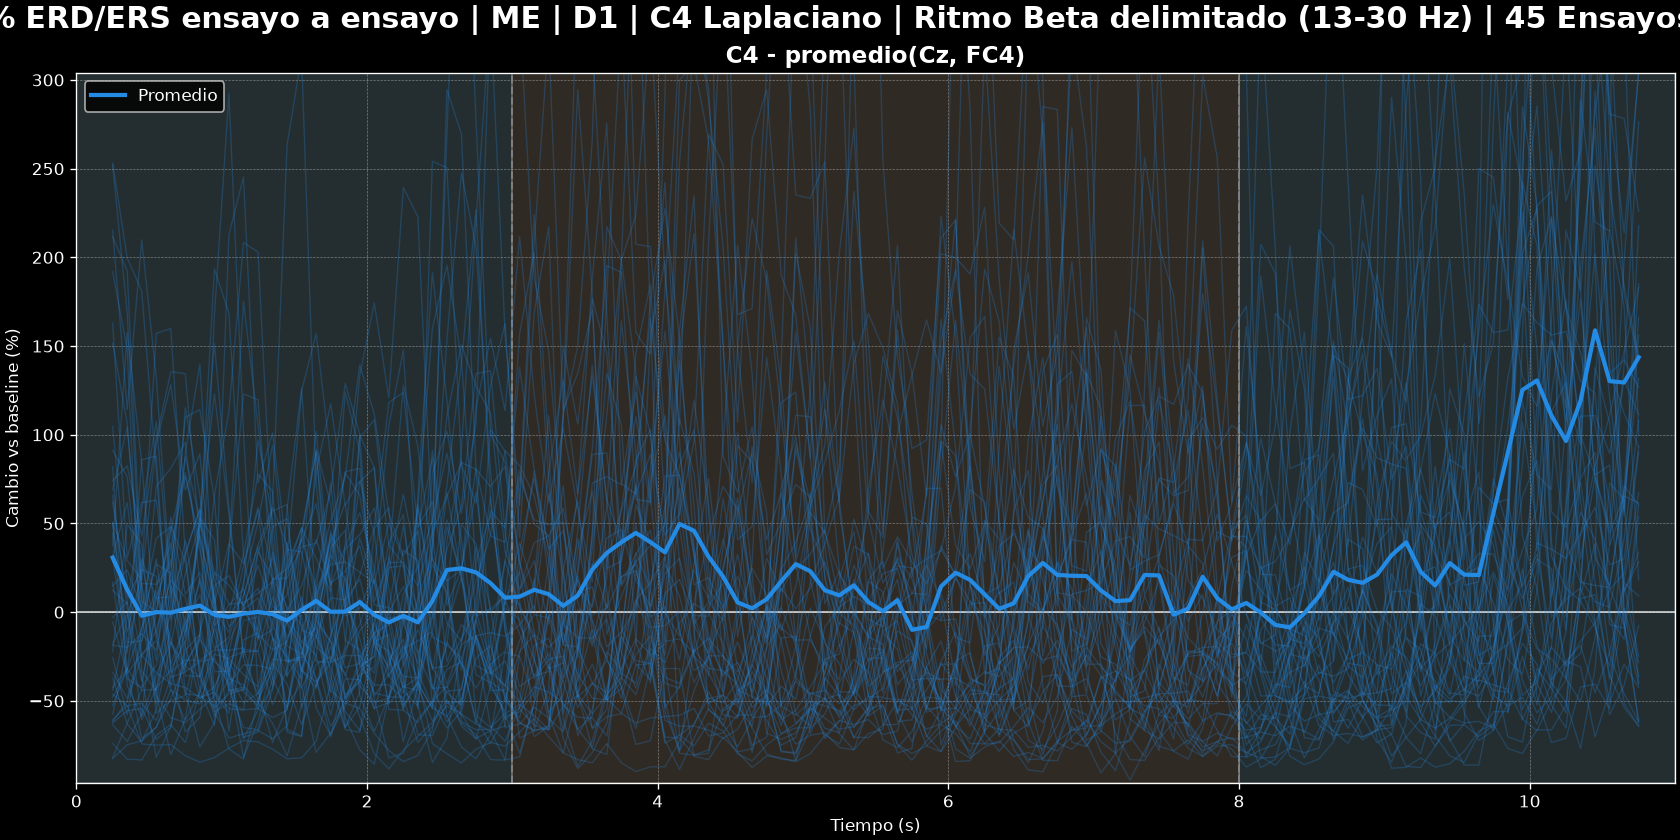 % ERD/ERS ensayo a ensayo | ME | D1 | C4 Laplaciano | Ritmo Beta delimitado (13-30 Hz) | 45 Ensayos
C4 - promedio(Cz, FC4)
Promedio
300
250
200
150
100
50
0
−50
Cambio vs baseline (%)
0 2 4 6 8 10
Tiempo (s)